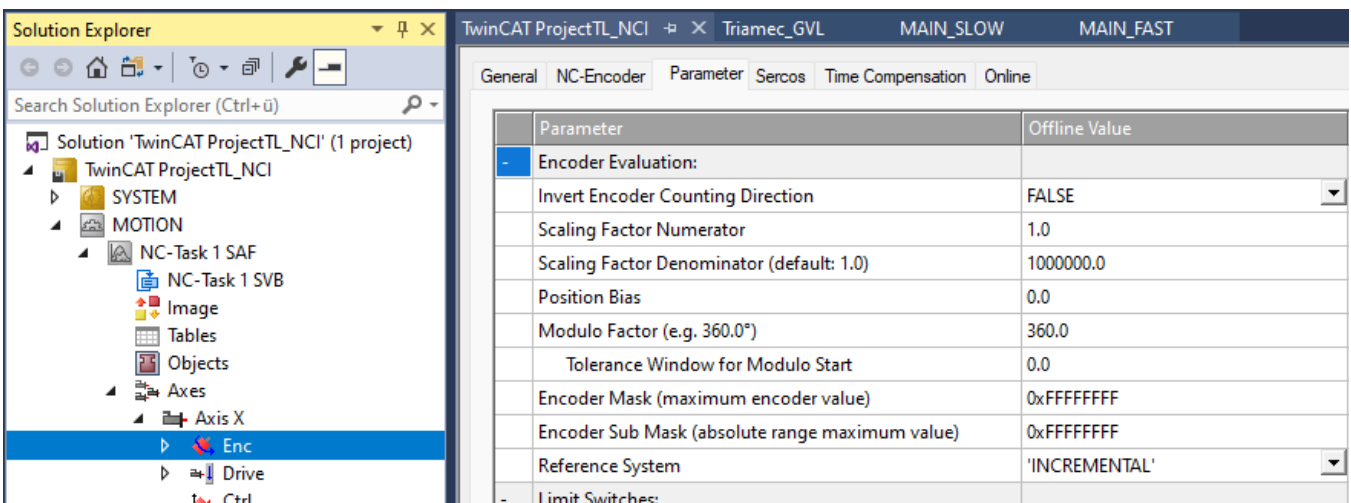 Solution Explorer
Search Solution Explorer (Ctrl+ü)
Solution 'TwinCAT ProjectTL_NCI' (1 project)
TwinCAT ProjectTL_NCI
SYSTEM
MOTION
NC-Task 1 SAF
NC-Task 1 SVB
Image
Tables
Objects
Axes
Axis X
Enc
Drive
Ctrl
TwinCAT ProjectTL_NCI Triamec_GVL MAIN_SLOW MAIN_FAST
General NC-Encoder Parameter Sercos Time Compensation Online
Parameter Offline Value
Encoder Evaluation:
Invert Encoder Counting Direction FALSE
Scaling Factor Numerator 1.0
Scaling Factor Denominator (default: 1.0) 1000000.0
Position Bias 0.0
Modulo Factor (e.g. 360.0°) 360.0
Tolerance Window for Modulo Start 0.0
Encoder Mask (maximum encoder value) 0xFFFFFFFF
Encoder Sub Mask (absolute range maximum value) 0xFFFFFFFF
Reference System 'INCREMENTAL'
Limit Switches: